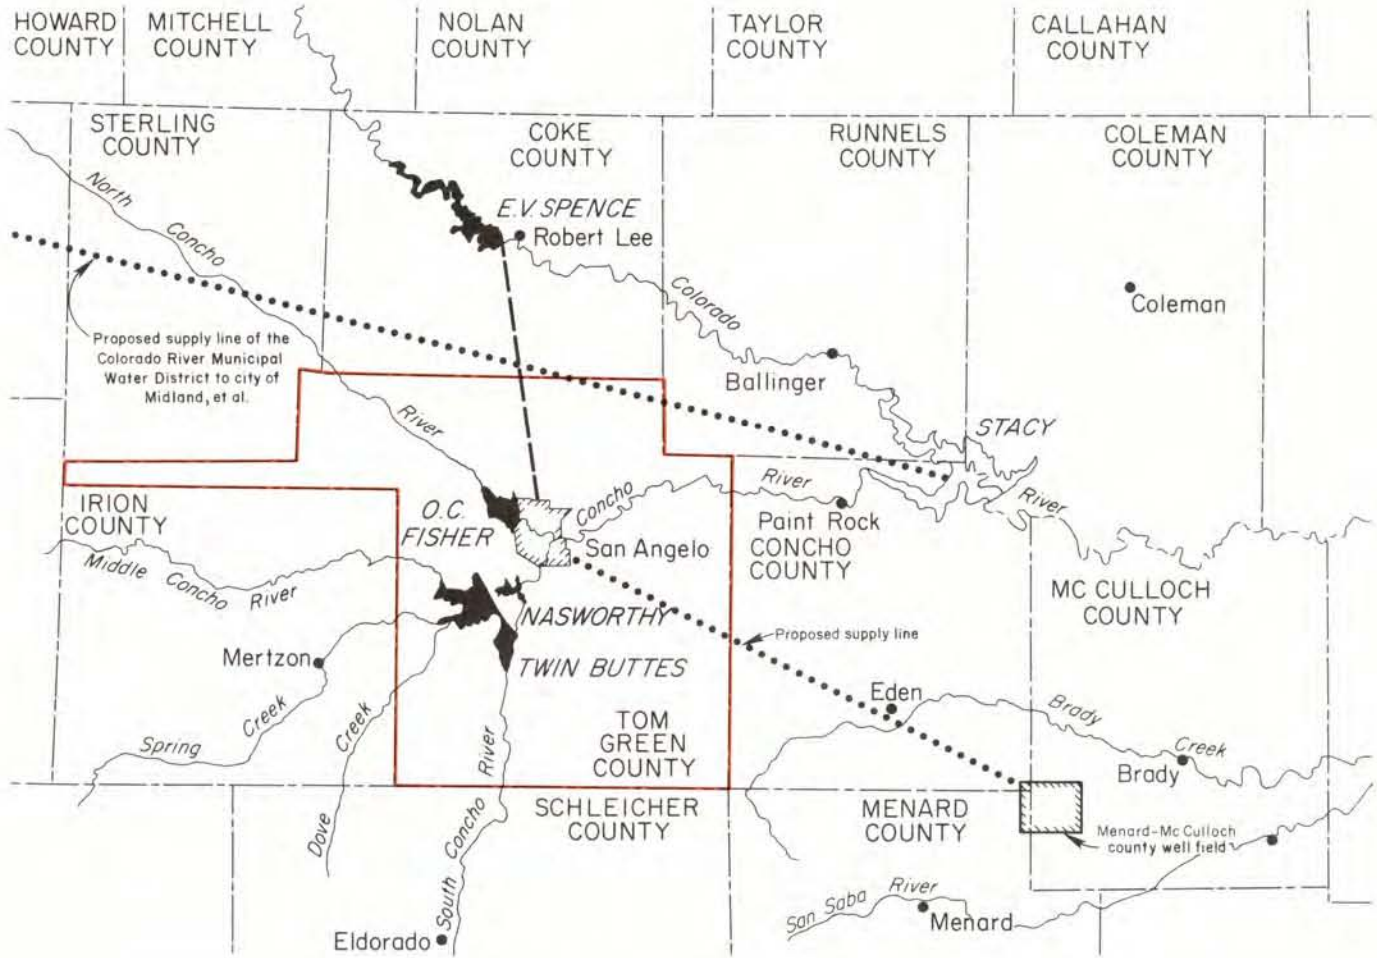 HOWARD
COUNTY
MITCHELL
COUNTY
NOLAN
COUNTY
TAYLOR
COUNTY
CALLAHAN
COUNTY
STERLING
COUNTY
COKE
COUNTY
RUNNELS
COUNTY
COLEMAN
COUNTY
North Concho River
E.V. SPENCE
Robert Lee
Colorado River
Coleman
Proposed supply line of the
Colorado River Municipal
Water District to city of
Midland, et al.
Ballinger
STACY
IRION
COUNTY
O.C.
FISHER
Concho River
San Angelo
Paint Rock
CONCHO
COUNTY
Middle Concho River
MC CULLOCH
COUNTY
NASWORTHY
Proposed supply line
Mertzon
TWIN BUTTES
Eden
Brady Creek
Spring Creek
Dove Creek
South Concho River
TOM
GREEN
COUNTY
Brady
SCHLEICHER
COUNTY
MENARD
COUNTY
Menard-Mc Culloch
county well field
San Saba River
Menard
Eldorado